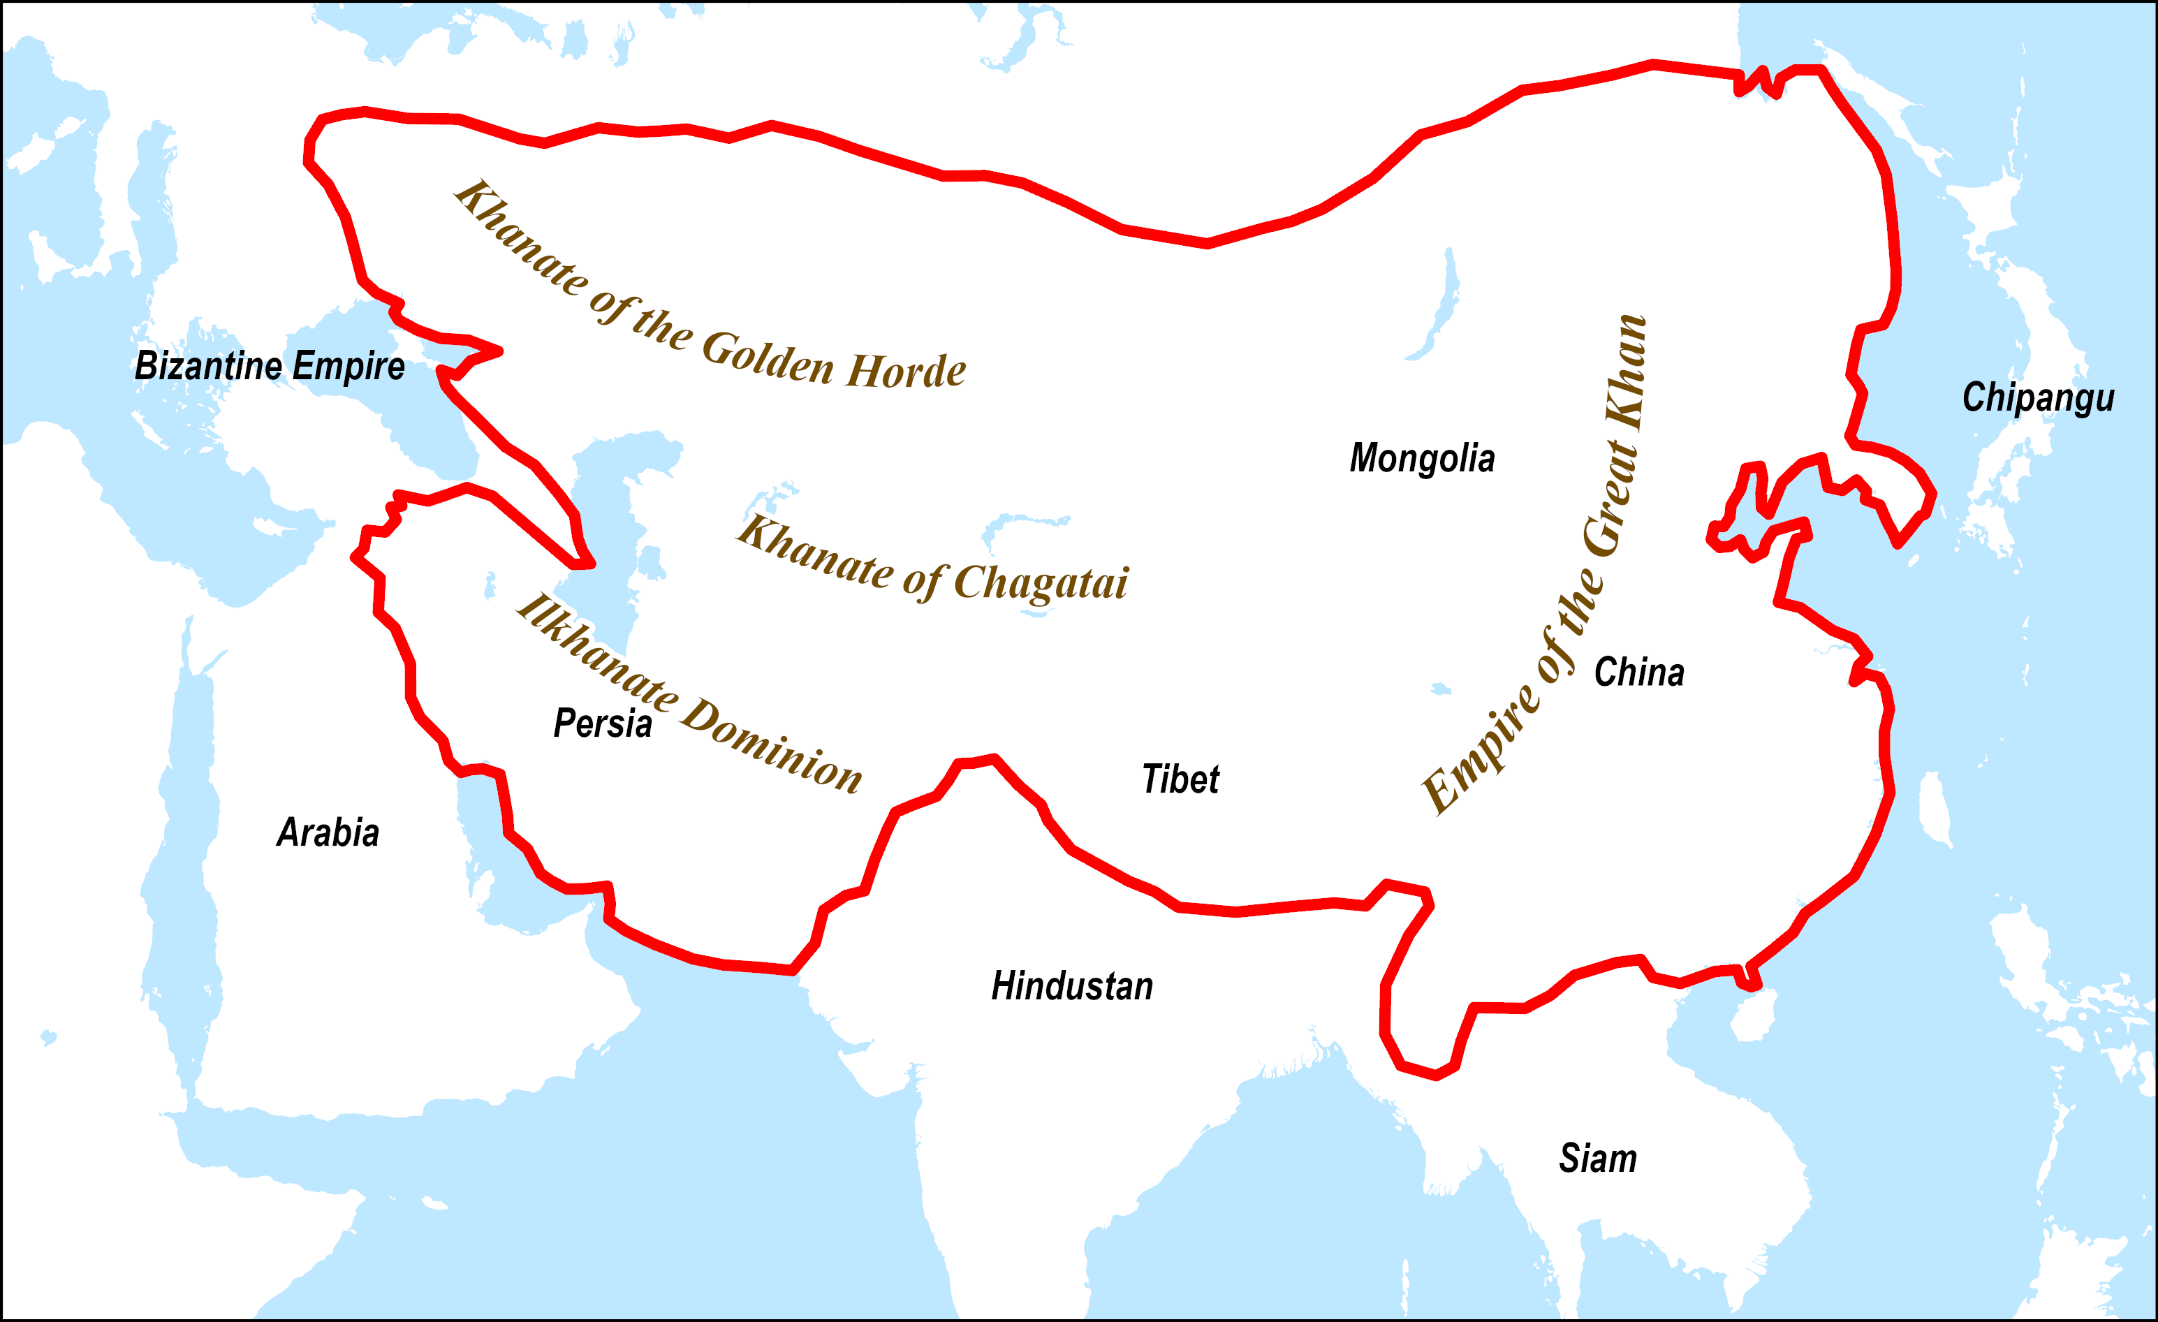 Khanate of the Golden Horde
Bizantine Empire
Chipangu
Mongolia
Empire of the Great Khan
Khanate of Chagatai
Ilkhanate Dominion
China
Persia
Tibet
Arabia
Hindustan
Siam